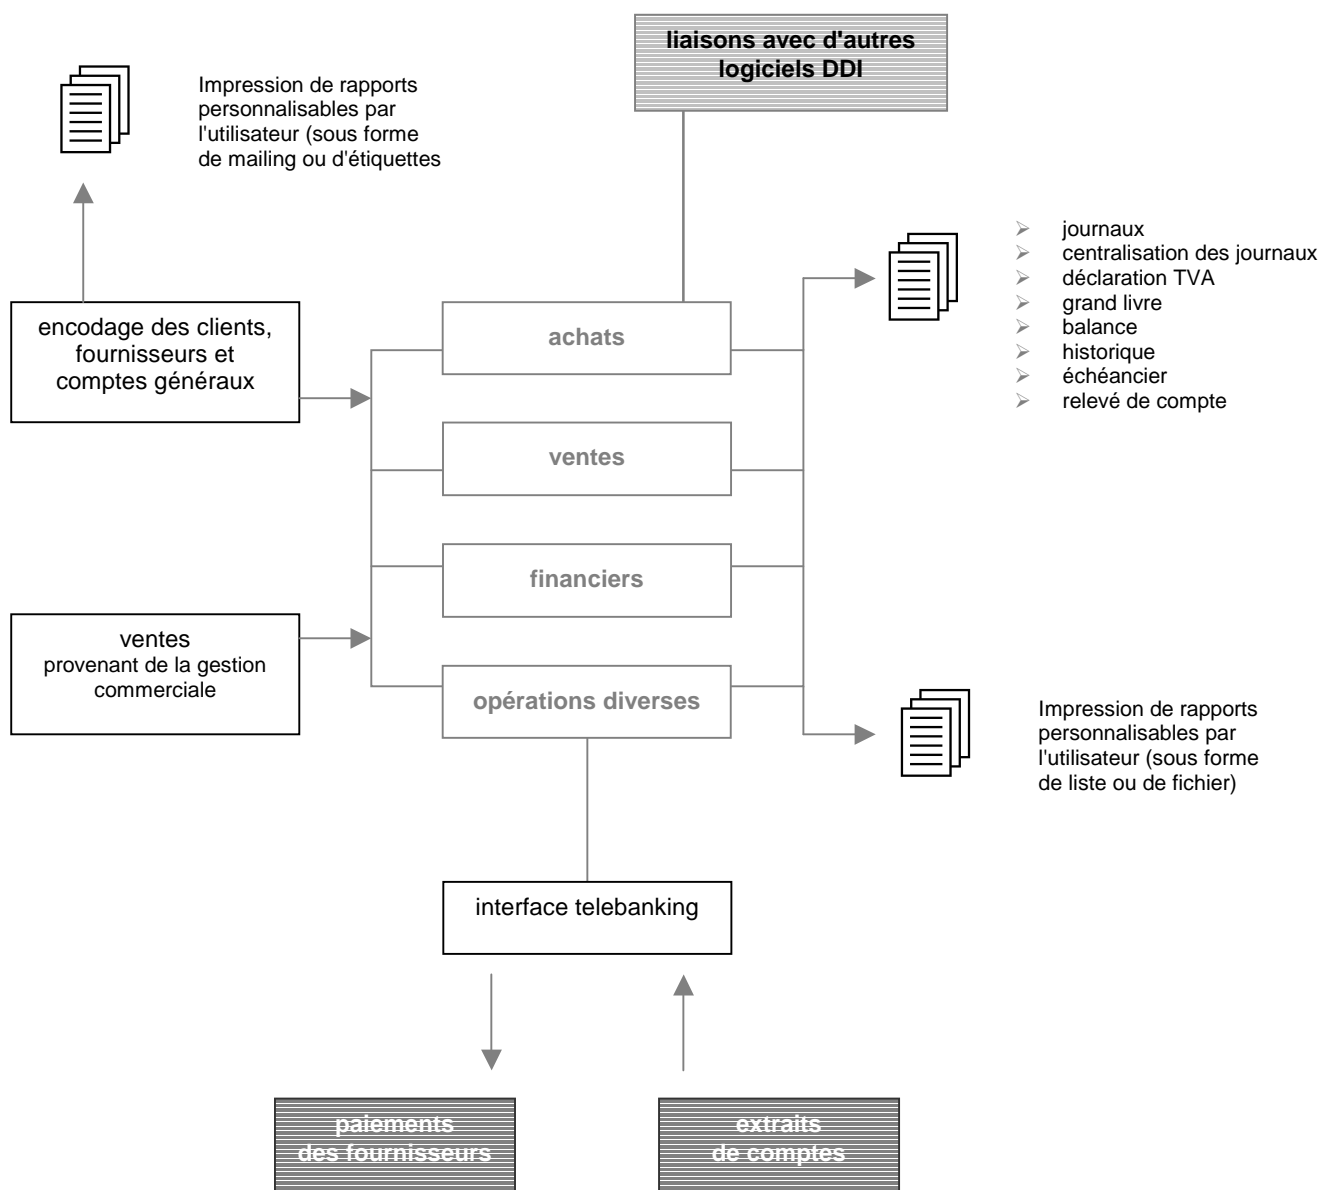 liaisons avec d'autres
logiciels DDI
Impression de rapports
personnalisables par
l'utilisateur (sous forme
de mailing ou d'étiquettes
journaux
centralisation des journaux
déclaration TVA
grand livre
balance
historique
échéancier
relevé de compte
encodage des clients,
fournisseurs et
comptes généraux
achats
ventes
financiers
opérations diverses
ventes
provenant de la gestion
commerciale
Impression de rapports
personnalisables par
l'utilisateur (sous forme
de liste ou de fichier)
interface telebanking
paiements
des fournisseurs
extraits
de comptes